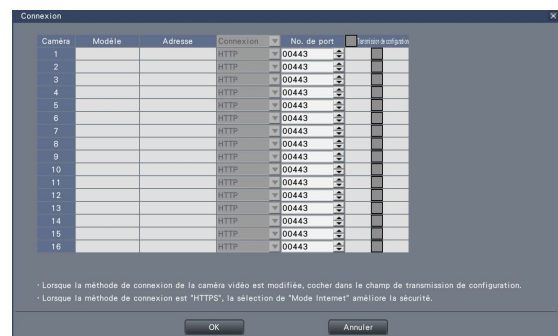 Connexion
Caméra Modèle Adresse Connexion No. de port Transmission de configuration
1 HTTP 00443
2 HTTP 00443
3 HTTP 00443
4 HTTP 00443
5 HTTP 00443
6 HTTP 00443
7 HTTP 00443
8 HTTP 00443
9 HTTP 00443
10 HTTP 00443
11 HTTP 00443
12 HTTP 00443
13 HTTP 00443
14 HTTP 00443
15 HTTP 00443
16 HTTP 00443
· Lorsque la méthode de connexion de la caméra vidéo est modifiée, cocher dans le champ de transmission de configuration.
· Lorsque la méthode de connexion est "HTTPS", la sélection de "Mode Internet" améliore la sécurité.
OK Annuler